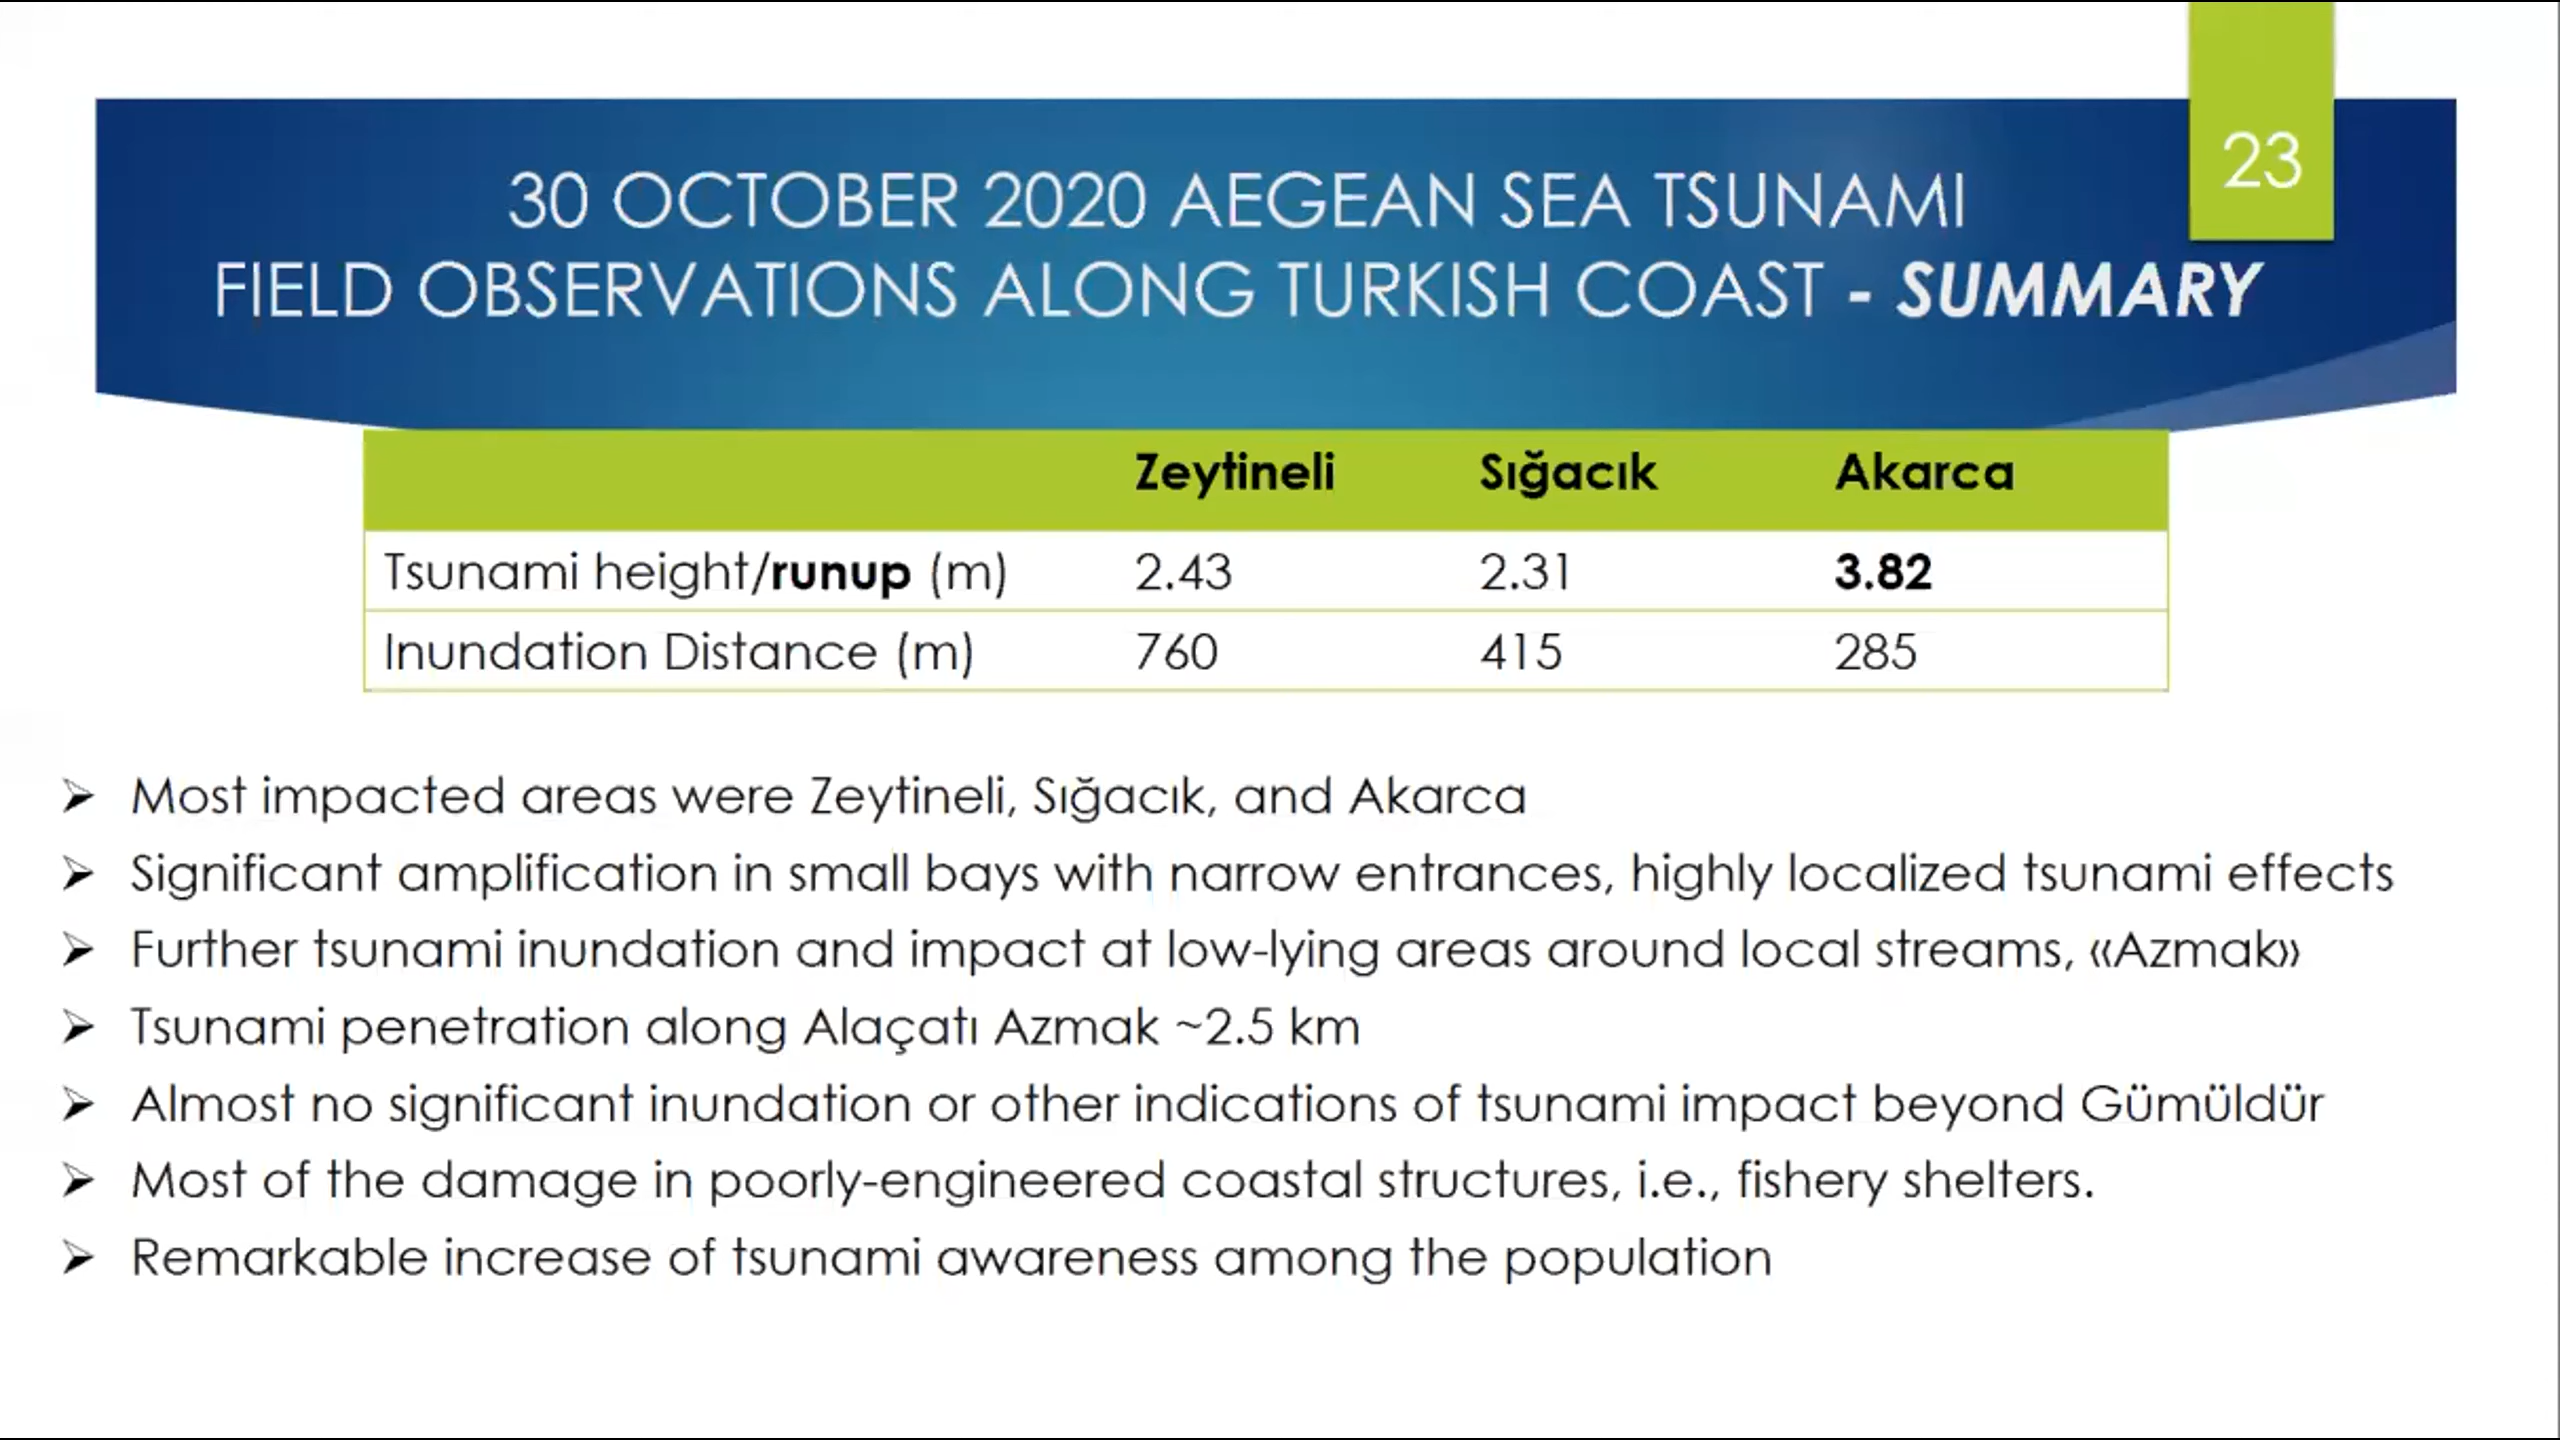 23
30 OCTOBER 2020 AEGEAN SEA TSUNAMI
FIELD OBSERVATIONS ALONG TURKISH COAST - SUMMARY
Zeytineli Sığacık Akarca
Tsunami height/runup (m) 2.43 2.31 3.82
Inundation Distance (m) 760 415 285
➢ Most impacted areas were Zeytineli, Sığacık, and Akarca
➢ Significant amplification in small bays with narrow entrances, highly localized tsunami effects
➢ Further tsunami inundation and impact at low-lying areas around local streams, «Azmak»
➢ Tsunami penetration along Alaçatı Azmak ~2.5 km
➢ Almost no significant inundation or other indications of tsunami impact beyond Gümüldür
➢ Most of the damage in poorly-engineered coastal structures, i.e., fishery shelters.
➢ Remarkable increase of tsunami awareness among the population